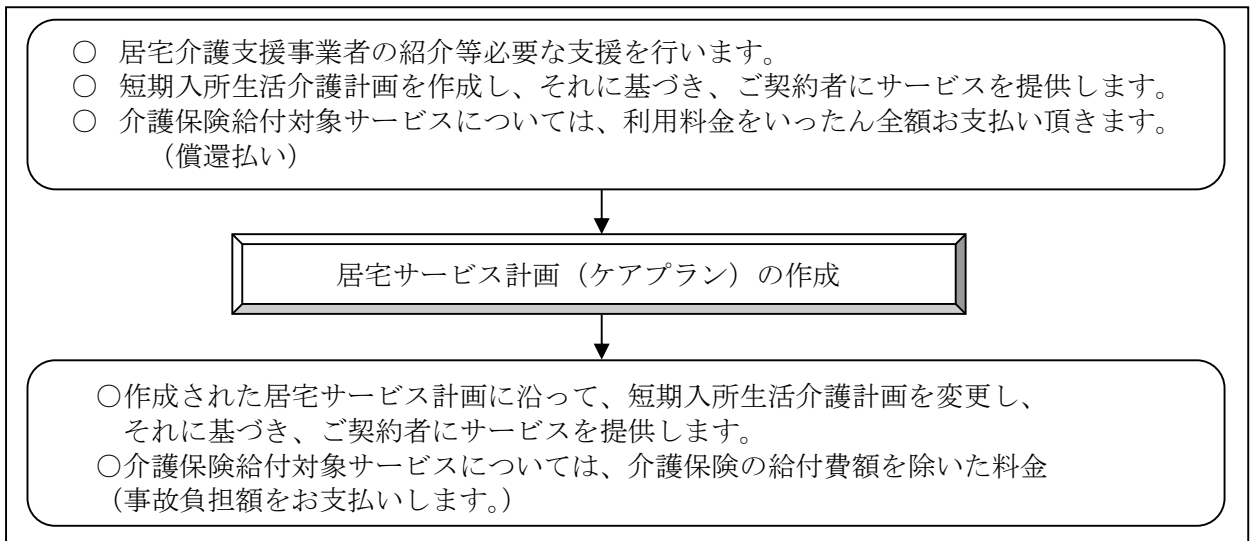 ○ 居宅介護支援事業者の紹介等必要な支援を行います。
○ 短期入所生活介護計画を作成し、それに基づき、ご契約者にサービスを提供します。
○ 介護保険給付対象サービスについては、利用料金をいったん全額お支払い頂きます。
（償還払い）
居宅サービス計画（ケアプラン）の作成
○作成された居宅サービス計画に沿って、短期入所生活介護計画を変更し、
それに基づき、ご契約者にサービスを提供します。
○介護保険給付対象サービスについては、介護保険の給付費額を除いた料金
（事故負担額をお支払いします。）